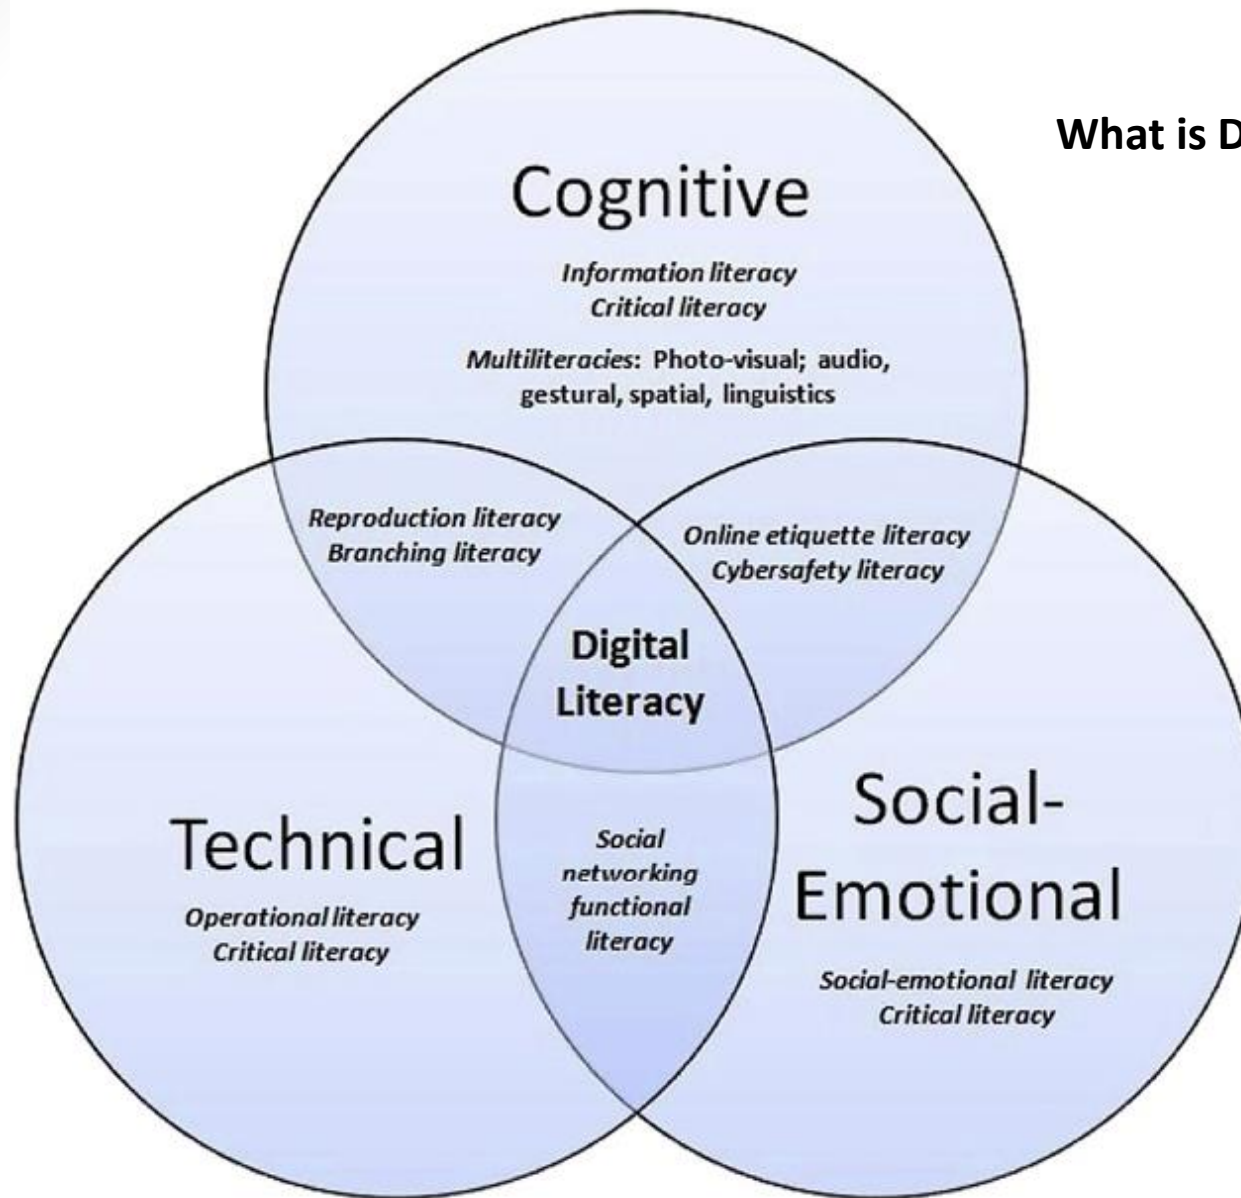 What is D
Cognitive
Information literacy
Critical literacy
Multiliteracies: Photo-visual; audio,
gestural, spatial, linguistics
Reproduction literacy
Branching literacy
Online etiquette literacy
Cybersafety literacy
Digital
Literacy
Technical
Operational literacy
Critical literacy
Social
networking
functional
literacy
Social-
Emotional
Social-emotional literacy
Critical literacy